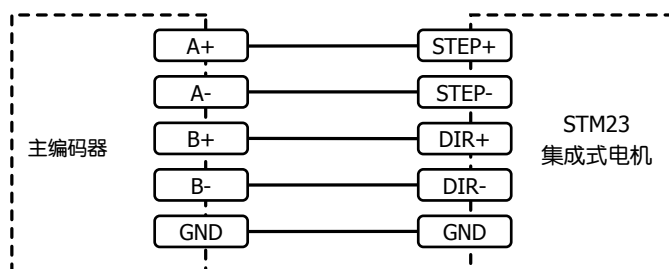 A+ STEP+
A- STEP-
主编码器
B+ DIR+
STM23
集成式电机
B- DIR-
GND GND